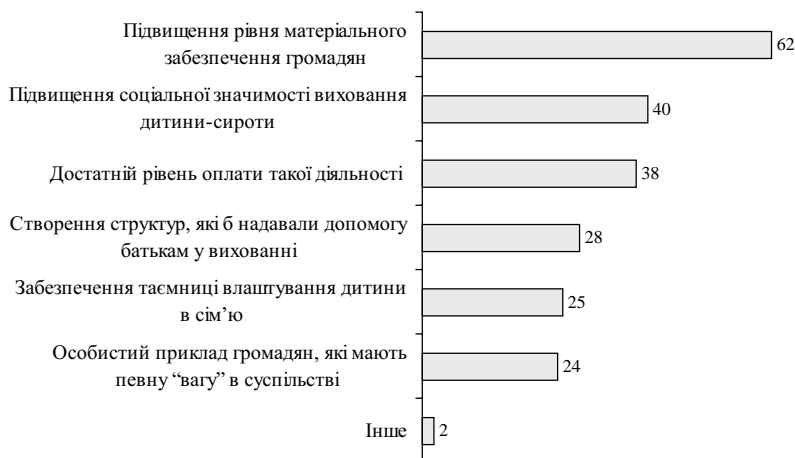 Підвищення рівня матеріального
забезпечення громадян
62
Підвищення соціальної значимості виховання
дитини-сироти
40
Достатній рівень оплати такої діяльності
38
Створення структур, які б надавали допомогу
батькам у вихованні
28
Забезпечення таємниці влаштування дитини
в сім’ю
25
Особистий приклад громадян, які мають
певну “вагу” в суспільстві
24
Інше
2